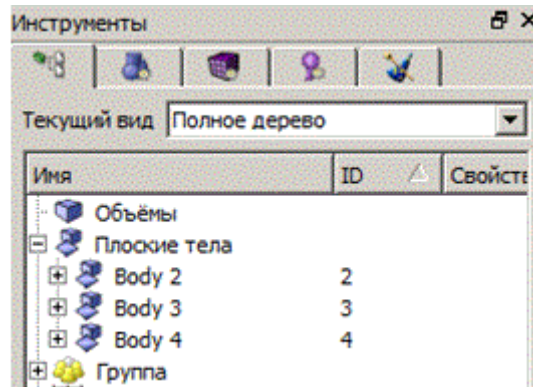 Инструменты
Текущий вид Полное дерево
Имя ID Свойств
Объёмы
Плоские тела
Body 2 2
Body 3 3
Body 4 4
Группа